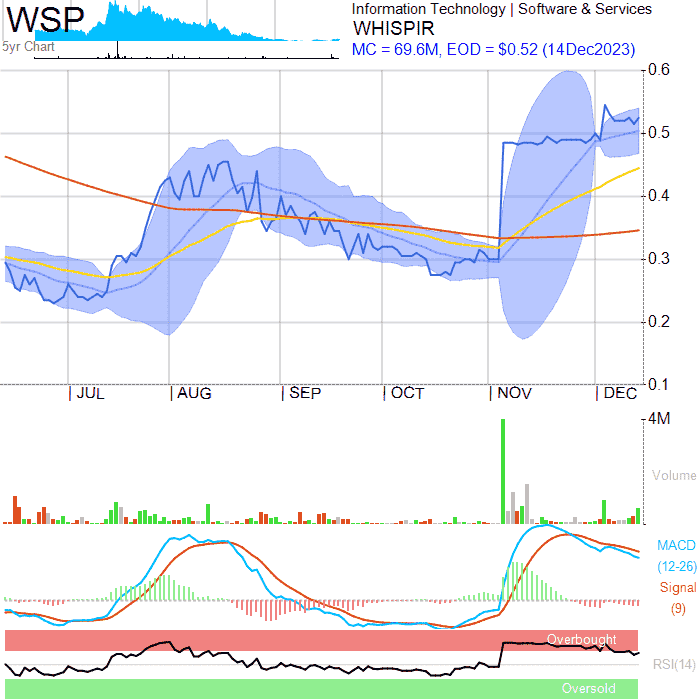 WSP
5yr Chart
Information Technology | Software & Services
WHISPIR
MC = 69.6M, EOD = $0.52 (14Dec2023)
0.6
0.5
0.4
0.3
0.2
0.1
| JUL | AUG | SEP | OCT | NOV | DEC
4M
Volume
MACD
(12-26)
Signal
(9)
Overbought
RSI(14)
Oversold